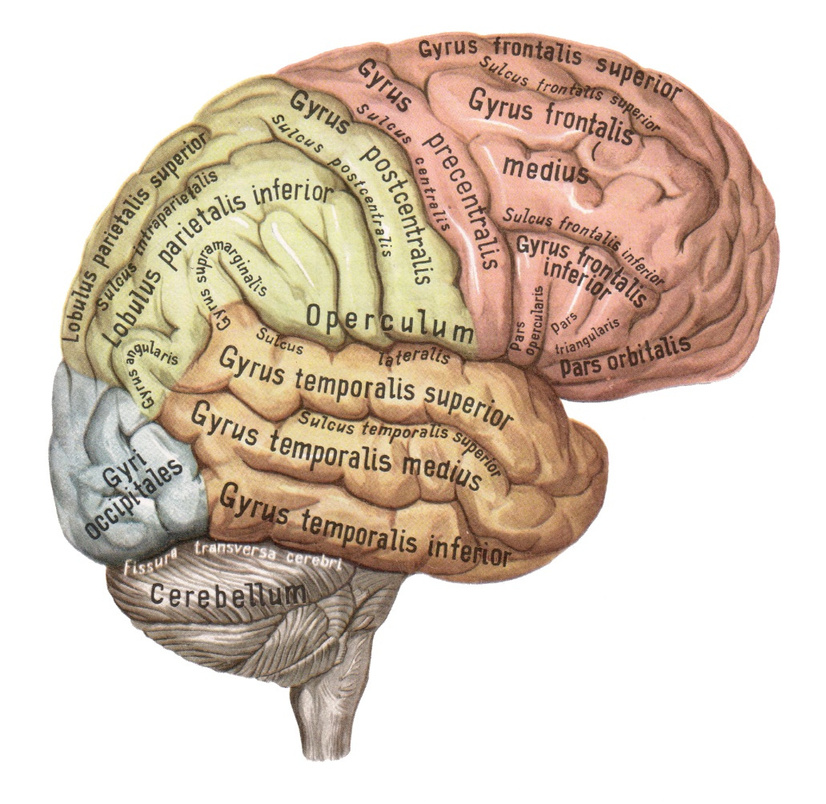 Gyrus frontalis superior
Sulcus frontalis superior
Gyrus frontalis
medius
Sulcus frontalis inferior
Gyrus frontalis
inferior
Pars
opercularis
Pars
triangularis
Pars orbitalis
Gyrus precentralis
Sulcus centralis
Gyrus postcentralis
Sulcus postcentralis
Lobulus parietalis superior
Sulcus intraparietalis
Lobulus parietalis inferior
Gyrus supramarginalis
Gyrus angularis
Operculum
Sulcus lateralis
Gyrus temporalis superior
Sulcus temporalis superior
Gyrus temporalis medius
Gyrus temporalis inferior
Gyri
occipitales
Fissura transversa cerebri
Cerebellum